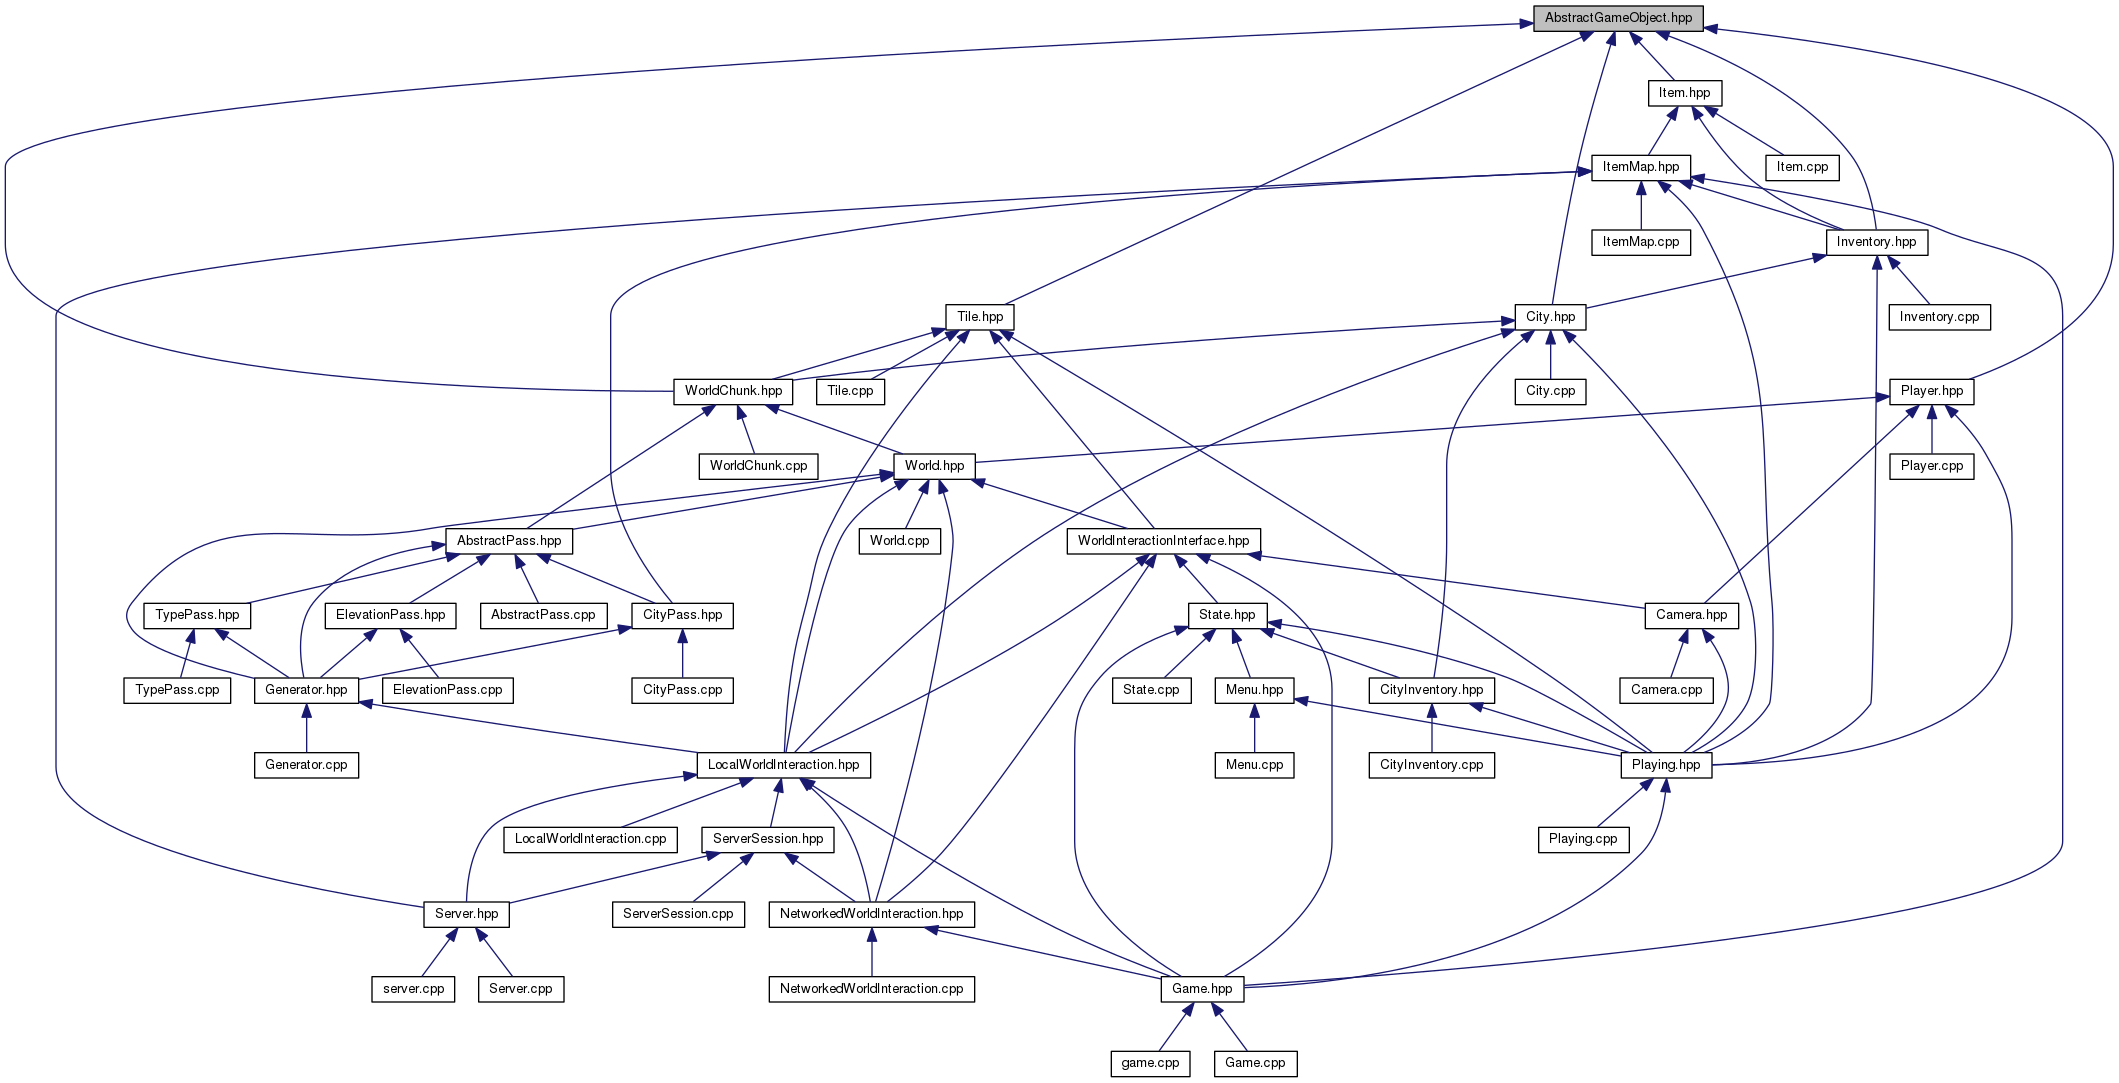 AbstractGameObject.hpp
Item.hpp
ItemMap.hpp
Item.cpp
ItemMap.cpp
Inventory.hpp
Tile.hpp
City.hpp
Inventory.cpp
WorldChunk.hpp
Tile.cpp
City.cpp
Player.hpp
WorldChunk.cpp
World.hpp
Player.cpp
AbstractPass.hpp
World.cpp
WorldInteractionInterface.hpp
TypePass.hpp
ElevationPass.hpp
AbstractPass.cpp
CityPass.hpp
State.hpp
Camera.hpp
TypePass.cpp
Generator.hpp
ElevationPass.cpp
CityPass.cpp
State.cpp
Menu.hpp
CityInventory.hpp
Camera.cpp
Generator.cpp
LocalWorldInteraction.hpp
Menu.cpp
CityInventory.cpp
Playing.hpp
LocalWorldInteraction.cpp
ServerSession.hpp
Playing.cpp
Server.hpp
ServerSession.cpp
NetworkedWorldInteraction.hpp
server.cpp
Server.cpp
NetworkedWorldInteraction.cpp
Game.hpp
game.cpp
Game.cpp